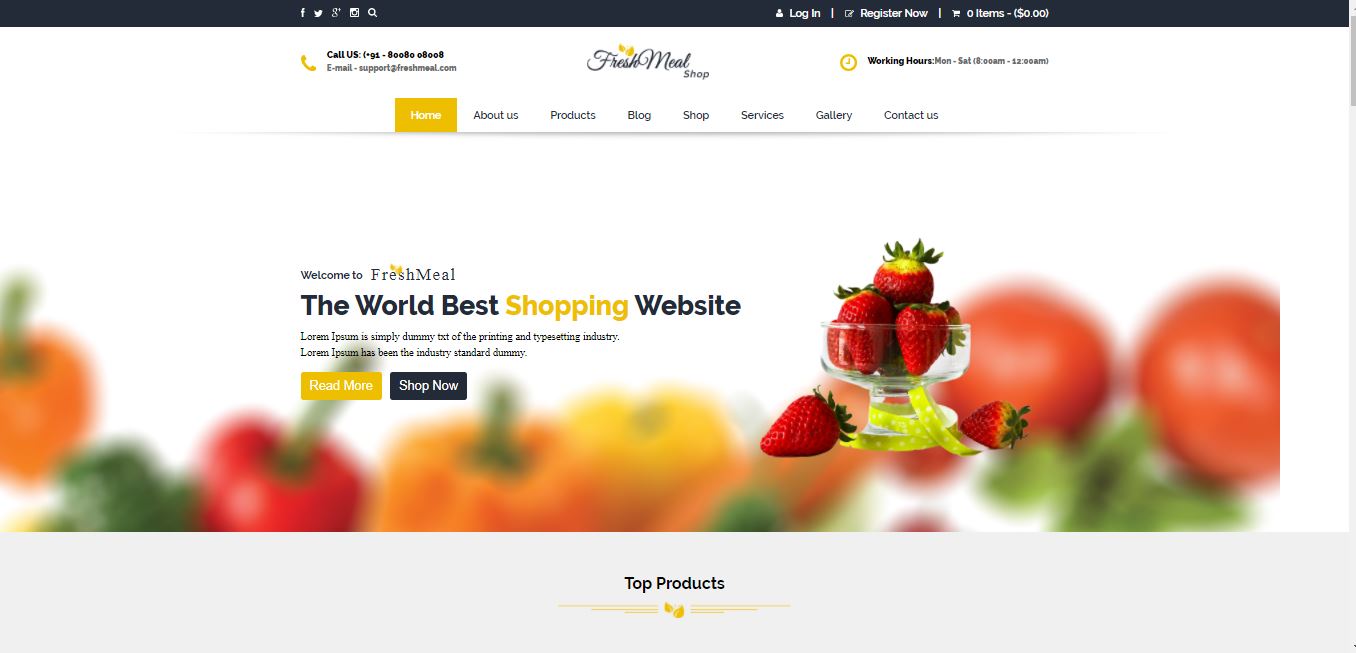 Log In | Register Now | 0 Items - ($0.00)
Call US: (+91 - 80080 08008
E-mail - support@freshmeal.com
FreshMeal
Shop
Working Hours:Mon - Sat (8:00am - 12:00am)
Home About us Products Blog Shop Services Gallery Contact us
Welcome to FreshMeal
The World Best Shopping Website
Lorem Ipsum is simply dummy txt of the printing and typesetting industry.
Lorem Ipsum has been the industry standard dummy.
Read More Shop Now
Top Products